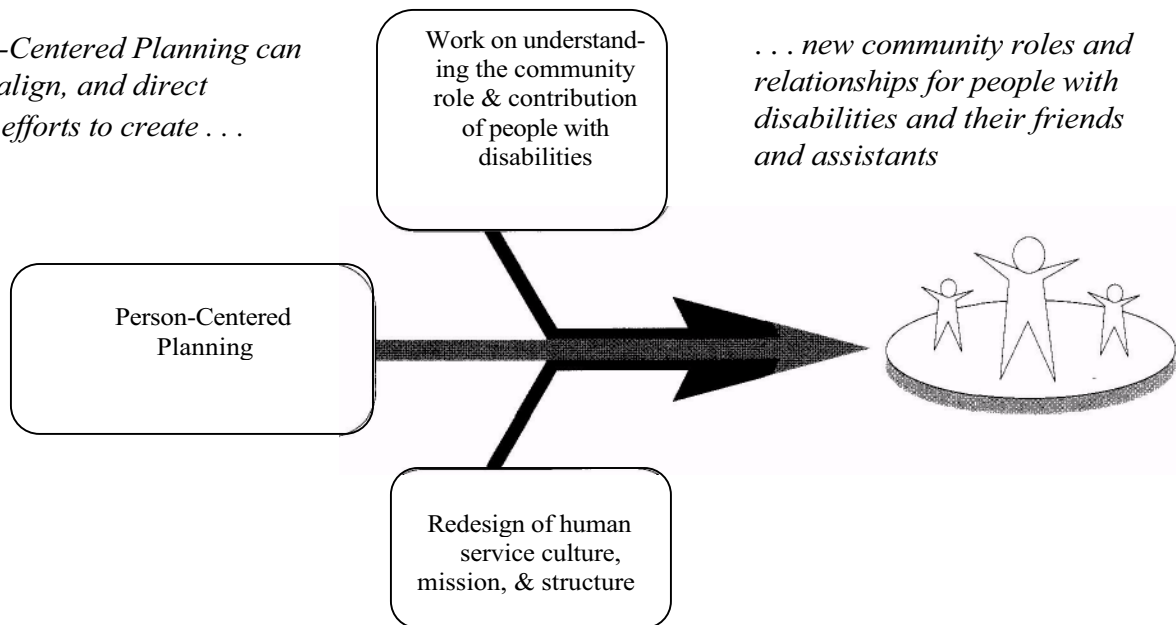 -Centered Planning can
align, and direct
efforts to create . . .
Work on understand-
ing the community
role & contribution
of people with
disabilities
. . . new community roles and
relationships for people with
disabilities and their friends
and assistants
Person-Centered
Planning
Redesign of human
service culture,
mission, & structure